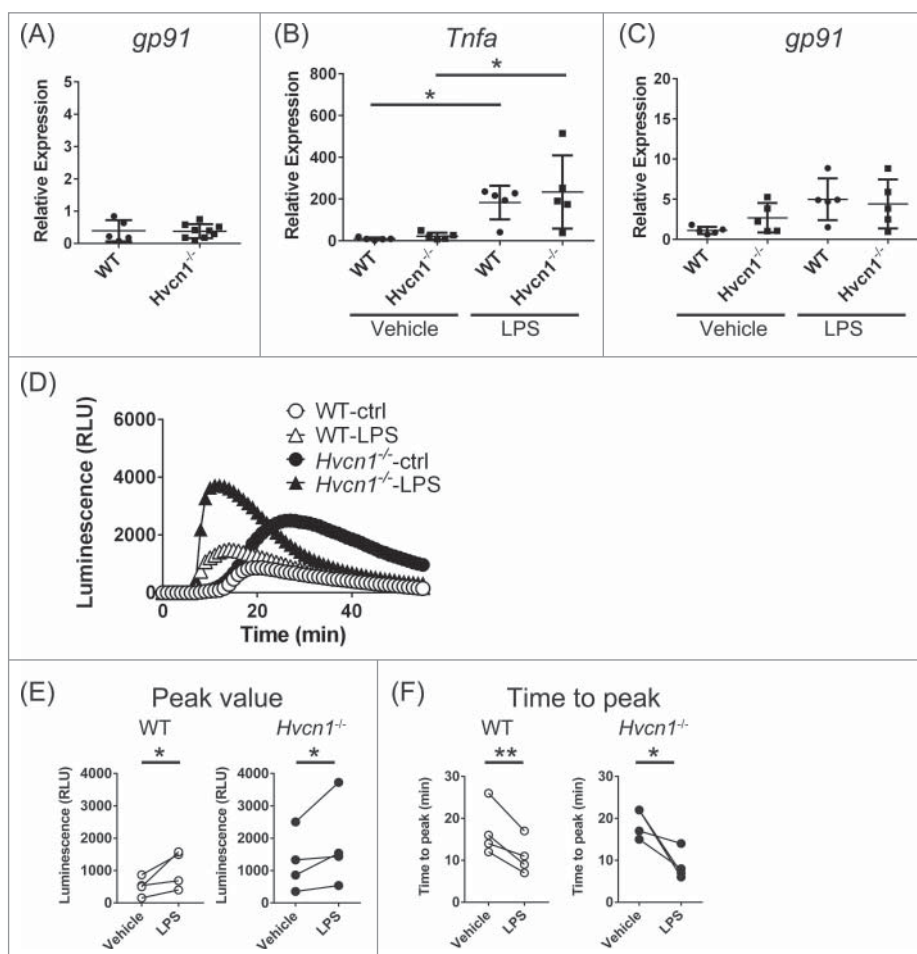 (A)
gp91
Relative Expression
5
4
3
2
1
0
WT
Hvcn1-/-
(B)
Tnfa
*
*
Relative Expression
800
600
400
200
0
WT
Hvcn1-/-
WT
Hvcn1-/-
Vehicle
LPS
(C)
gp91
Relative Expression
20
15
10
5
0
WT
Hvcn1-/-
WT
Hvcn1-/-
Vehicle
LPS
(D)
Luminescence (RLU)
6000
4000
2000
0
0
20
40
Time (min)
WT-ctrl
WT-LPS
Hvcn1-/--ctrl
Hvcn1-/--LPS
(E)
Peak value
WT
*
Luminescence (RLU)
4000
3000
2000
1000
0
Vehicle
LPS
Hvcn1-/-
*
Luminescence (RLU)
4000
3000
2000
1000
0
Vehicle
LPS
(F)
Time to peak
WT
**
Time to peak (min)
30
20
10
0
Vehicle
LPS
Hvcn1-/-
*
Time to peak (min)
30
20
10
0
Vehicle
LPS